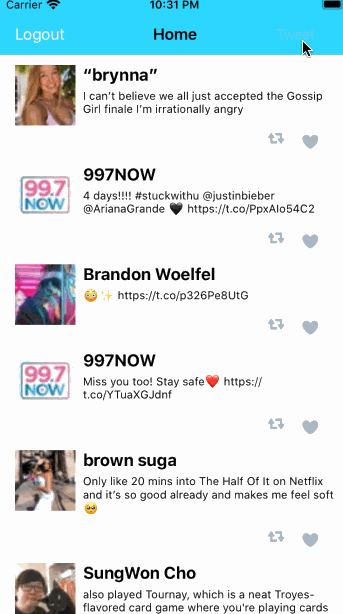 Carrier 10:31 PM
Logout Home Tweet
“brynna”
I can’t believe we all just accepted the Gossip
Girl finale I’m irrationally angry
99.7
NOW
997NOW
4 days!!!! #stuckwithu @justinbieber
@ArianaGrande 🖤 https://t.co/PpxAIo54C2
Brandon Woelfel
😳✨ https://t.co/p326Pe8UtG
99.7
NOW
997NOW
Miss you too! Stay safe❤️ https://
t.co/YTuaXGJdnf
brown suga
Only like 20 mins into The Half Of It on Netflix
and it’s so good already and makes me feel soft
🥺
SungWon Cho
also played Tournay, which is a neat Troyes-
flavored card game where you're playing cards